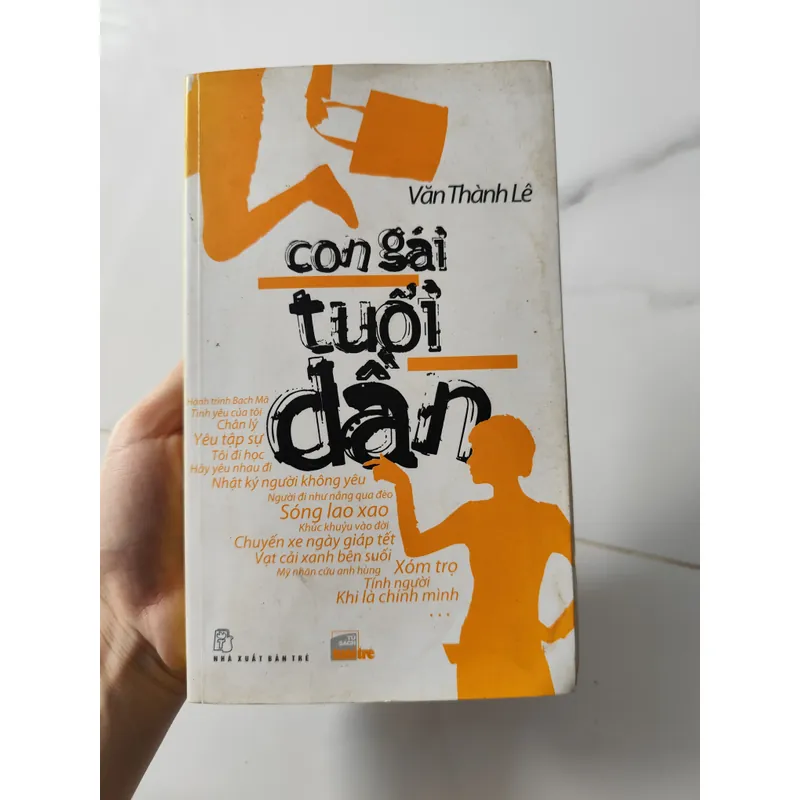 Văn Thành Lê
con gái
tuổi
dần
Hành trình Bạch Mã
Tình yêu của tôi
Chân lý
Yêu tập sự
Tôi đi học
Hãy yêu nhau đi
Nhật ký người không yêu
Người đi như nắng qua đèo
Sóng lao xao
Khúc khuỷu vào đời
Chuyến xe ngày giáp tết
Vạt cải xanh bên suối
Mỹ nhân cứu anh hùng
Xóm trọ
Tính người
Khi là chính mình
...
NHÀ XUẤT BẢN TRẺ
TỦ SÁCH
trẻ